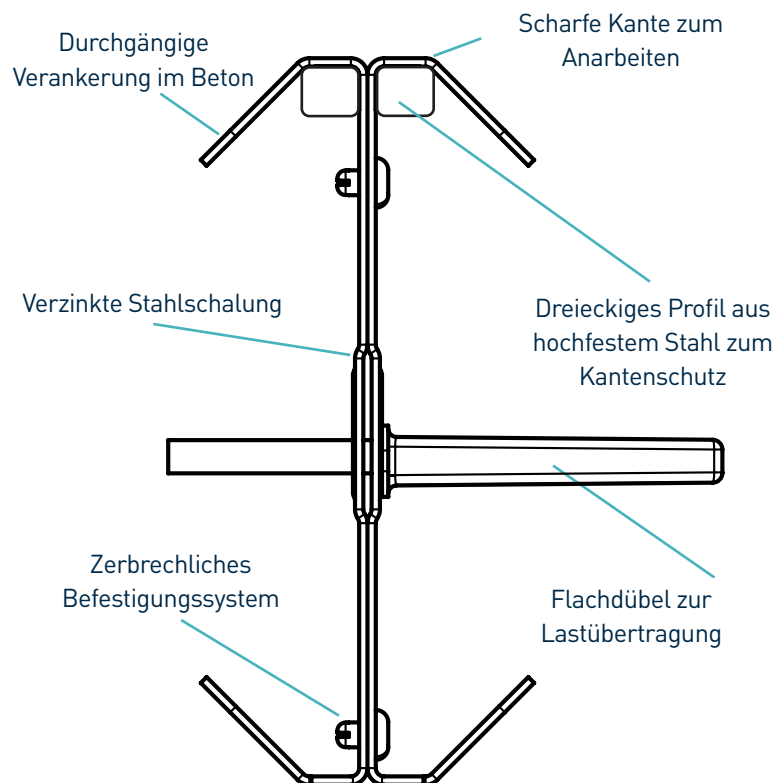 Durchgängige
Verankerung im Beton
Scharfe Kante zum
Anarbeiten
Verzinkte Stahlschalung
Dreieckiges Profil aus
hochfestem Stahl zum
Kantenschutz
Zerbrechliches
Befestigungssystem
Flachdübel zur
Lastübertragung